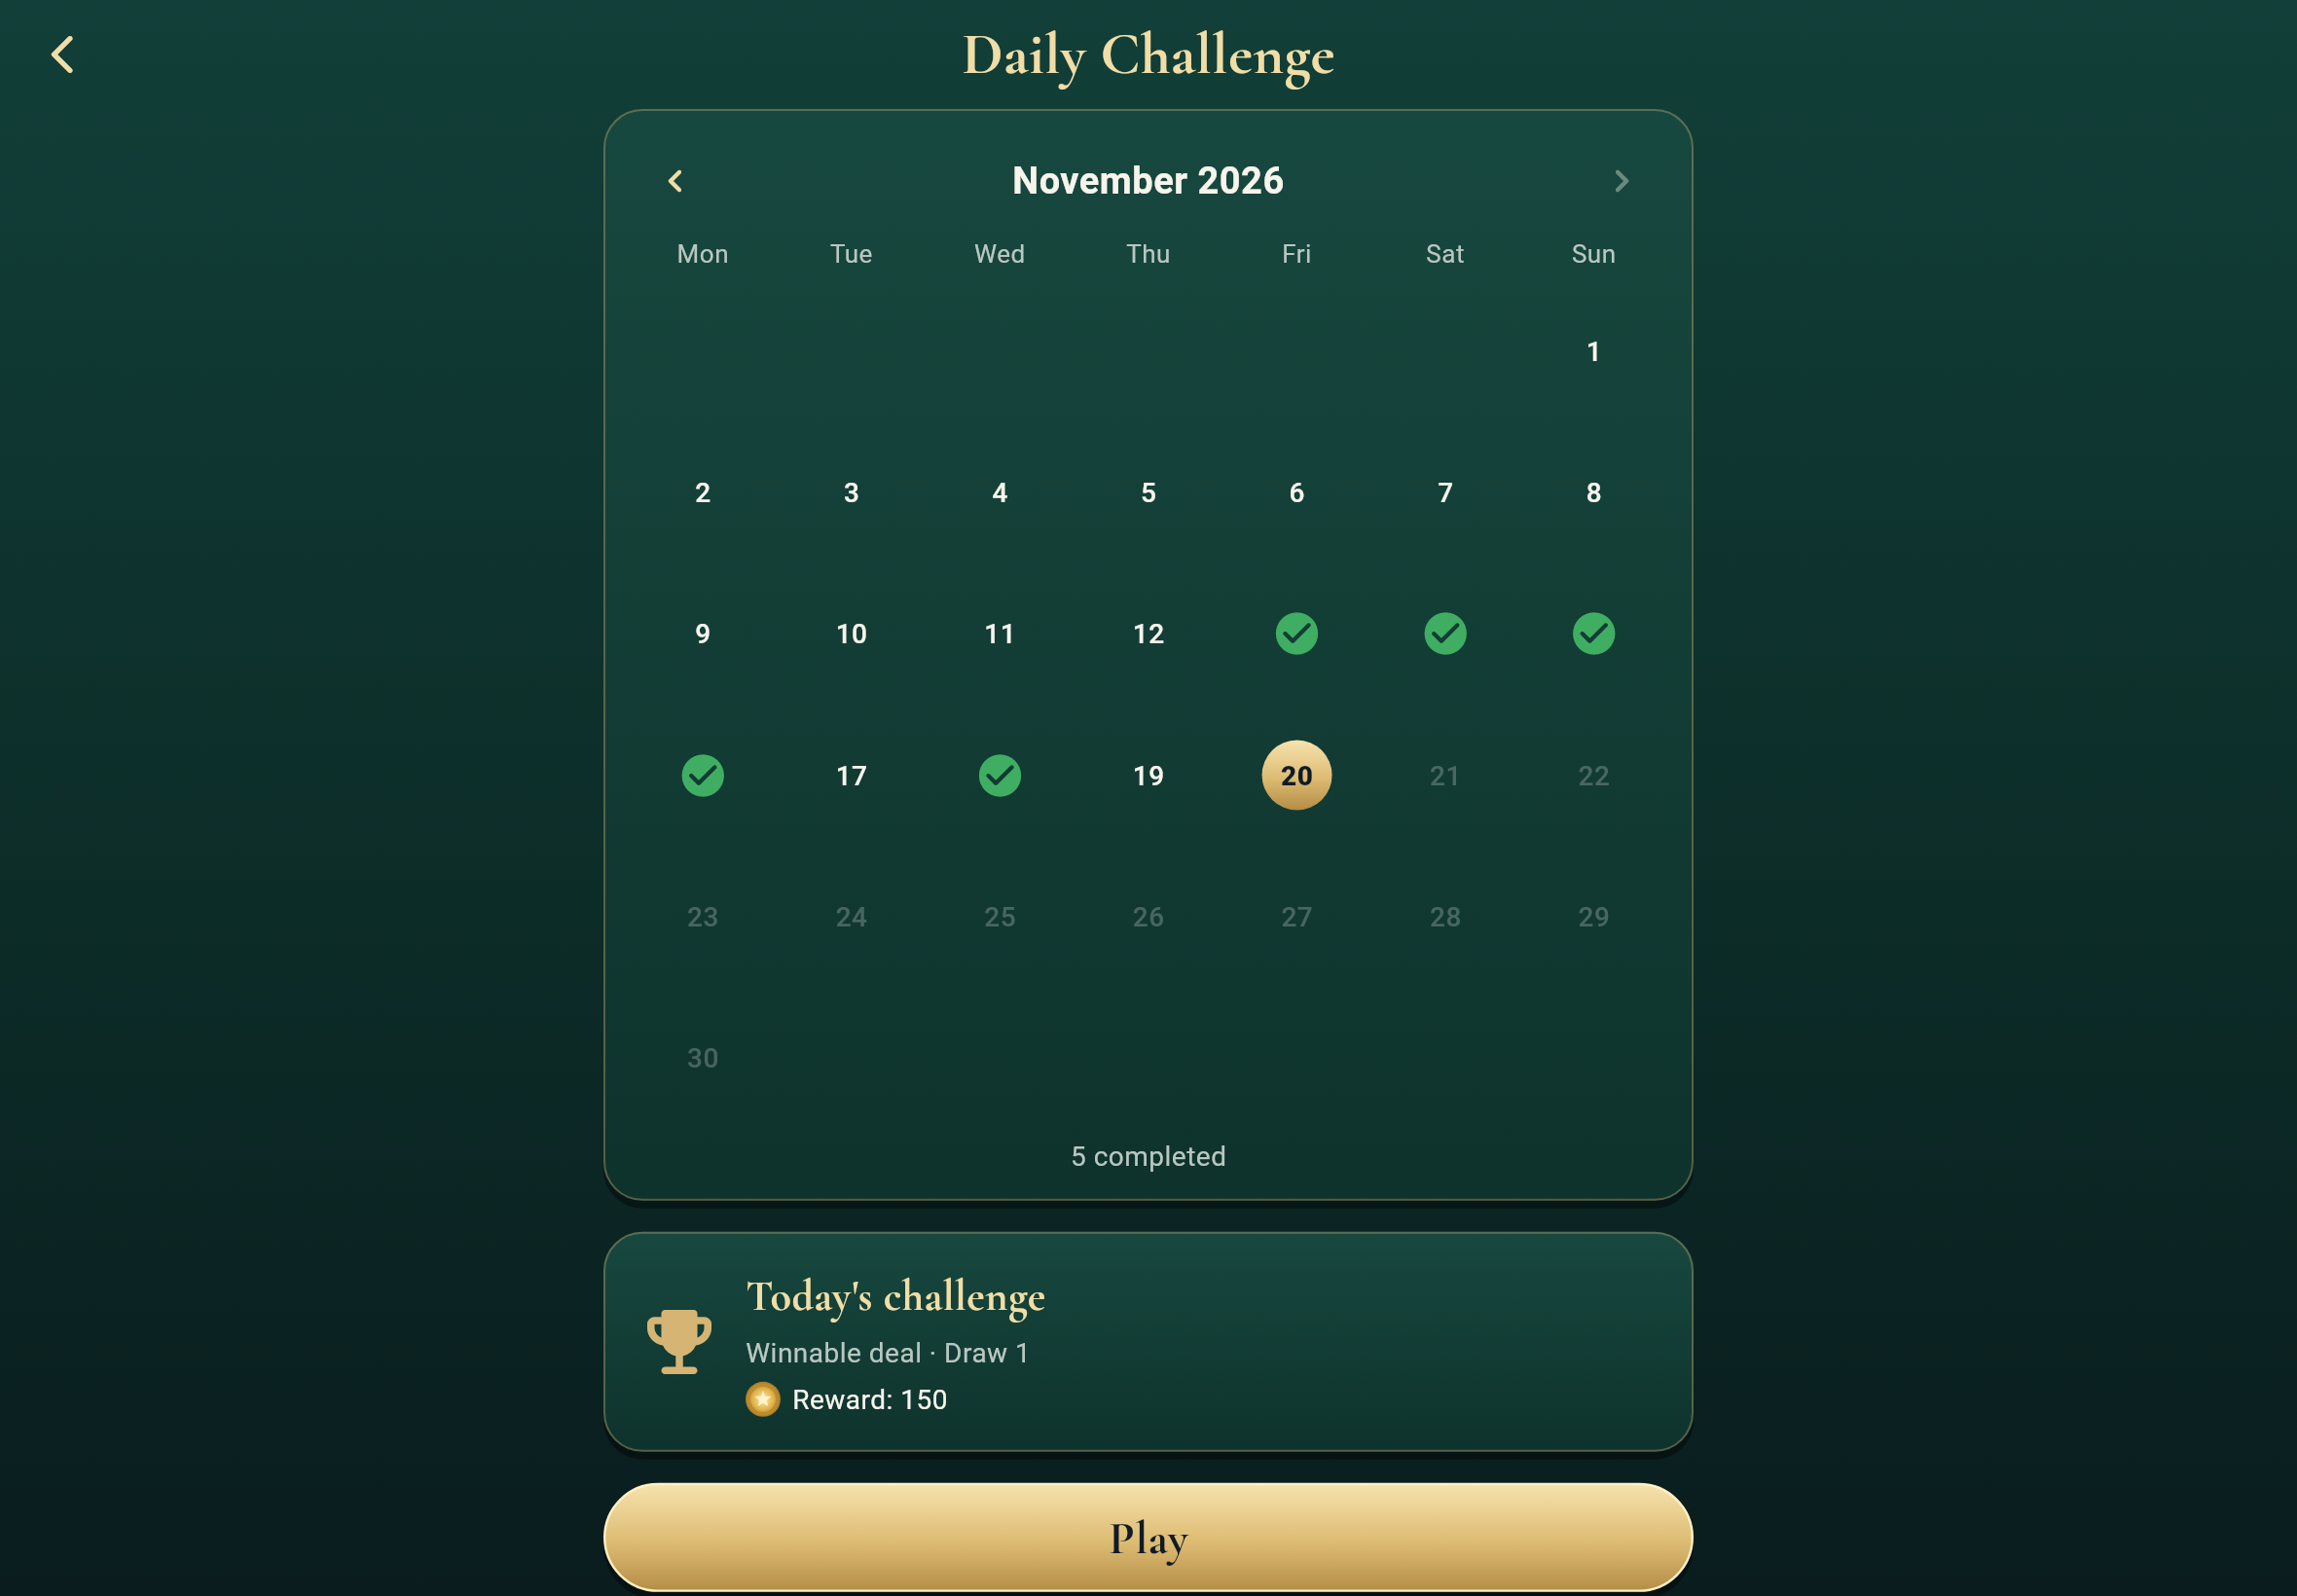 Daily Challenge
November 2026
Mon Tue Wed Thu Fri Sat Sun
1
2 3 4 5 6 7 8
9 10 11 12
17 19 20 21 22
23 24 25 26 27 28 29
30
5 completed
Today's challenge
Winnable deal · Draw 1
Reward: 150
Play